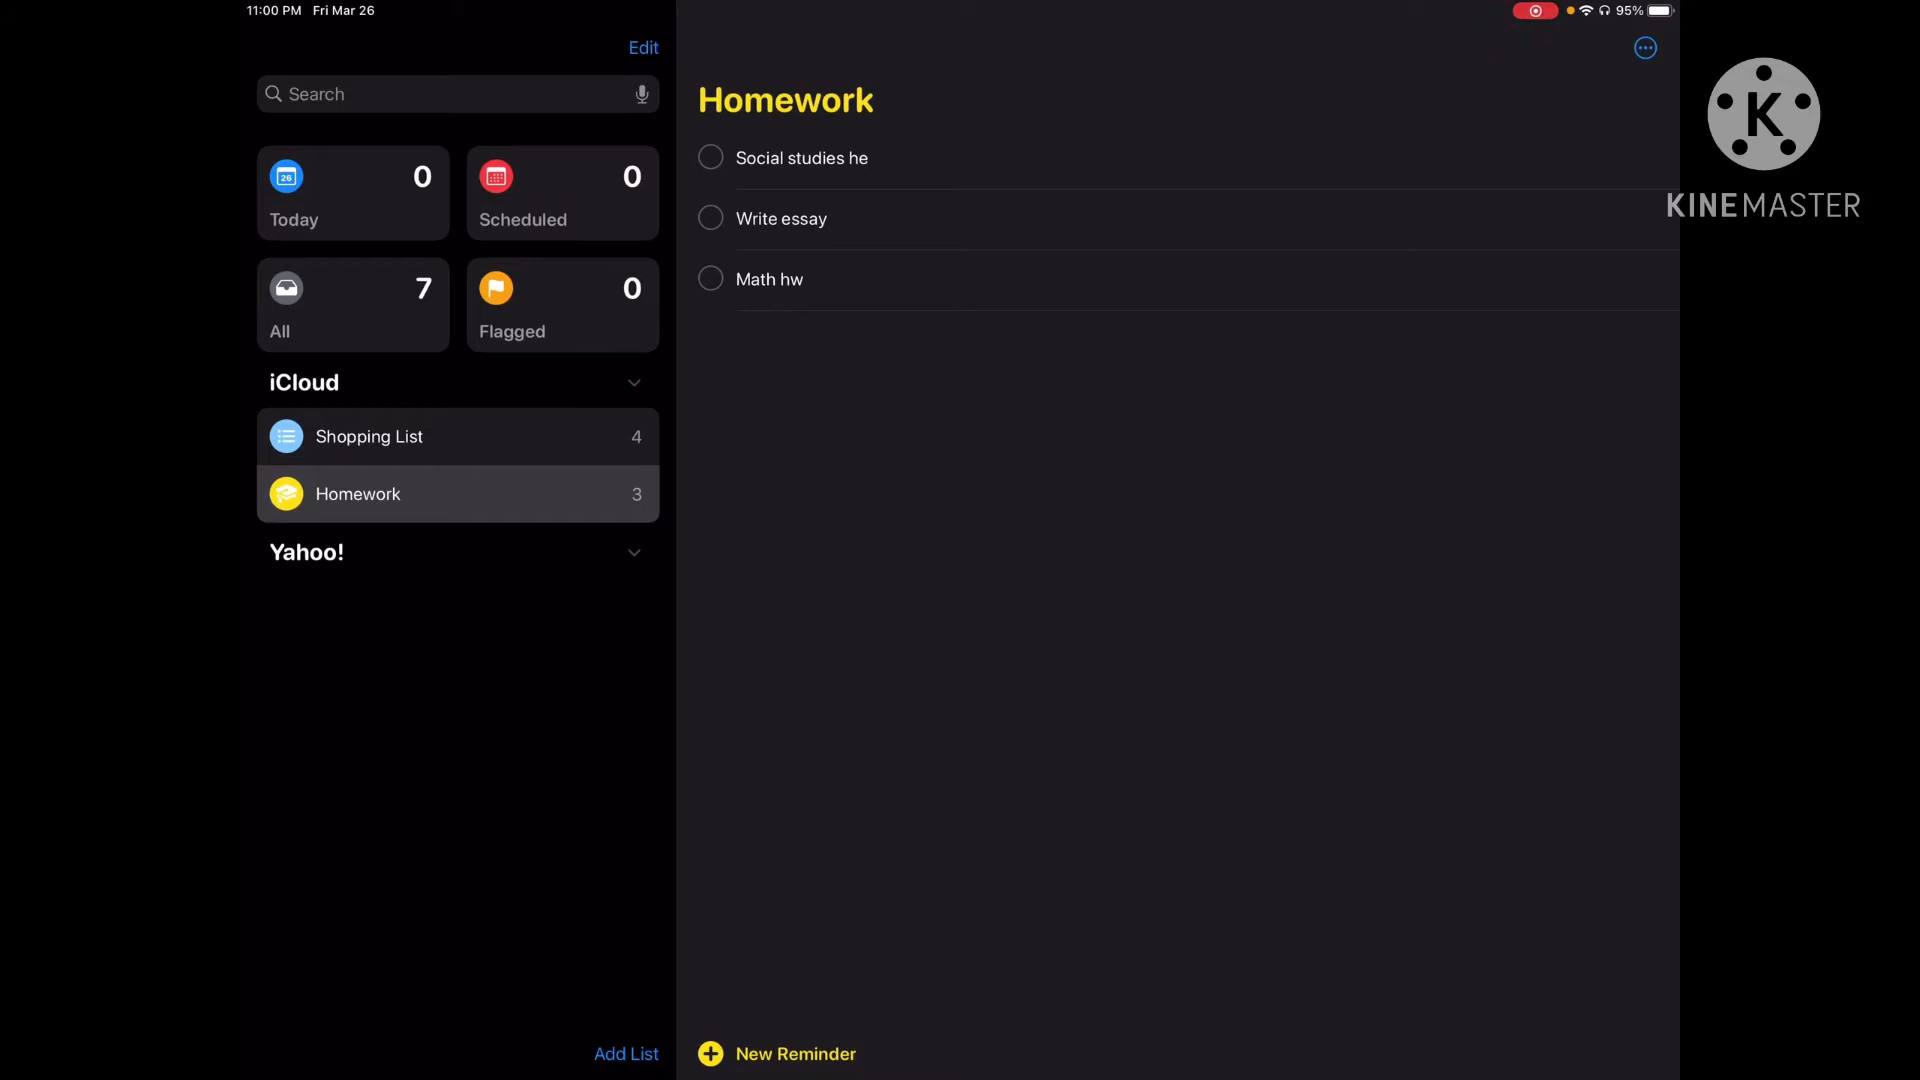 11:00 PM Fri Mar 26
95%
Edit
Search
26
0
Today
0
Scheduled
7
All
0
Flagged
iCloud
Shopping List 4
Homework 3
Yahoo!
Add List
Homework
Social studies he
Write essay
Math hw
New Reminder
K
KINEMASTER